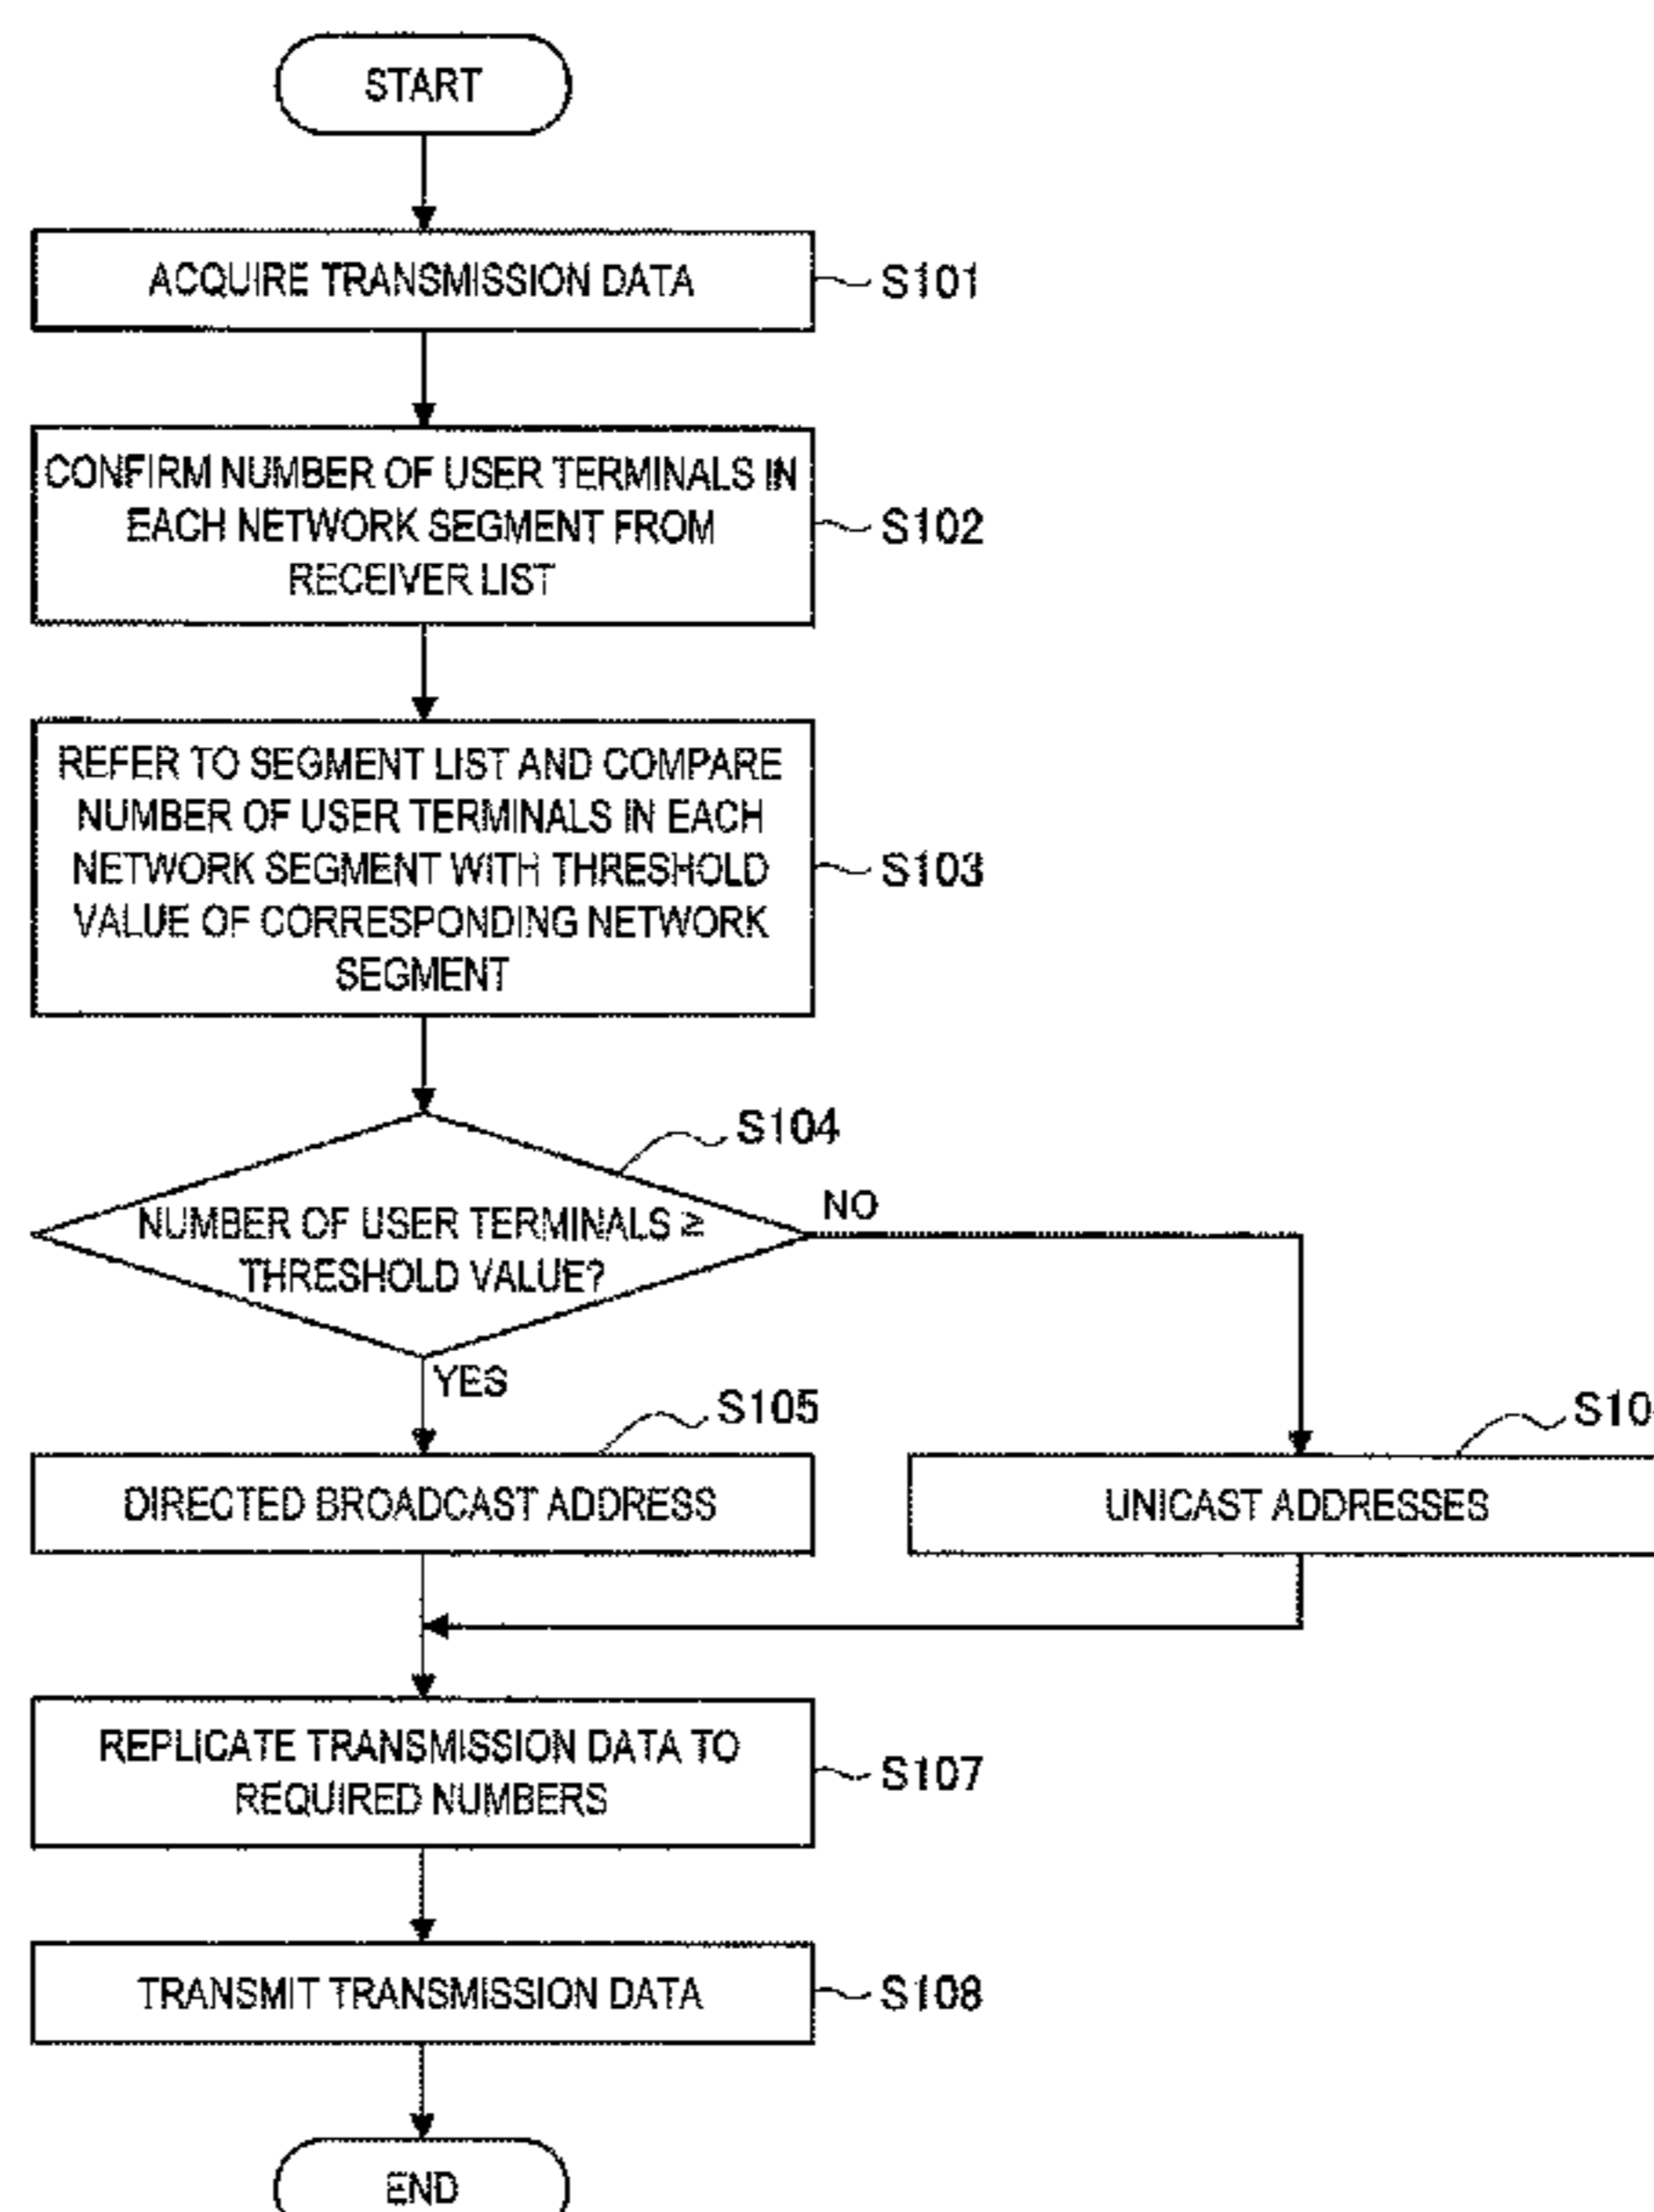 START
ACQUIRE TRANSMISSION DATA
S101
CONFIRM NUMBER OF USER TERMINALS IN
EACH NETWORK SEGMENT FROM
RECEIVER LIST
S102
REFER TO SEGMENT LIST AND COMPARE
NUMBER OF USER TERMINALS IN EACH
NETWORK SEGMENT WITH THRESHOLD
VALUE OF CORRESPONDING NETWORK
SEGMENT
S103
S104
NUMBER OF USER TERMINALS ≥
THRESHOLD VALUE?
NO
YES
S105
DIRECTED BROADCAST ADDRESS
UNICAST ADDRESSES
REPLICATE TRANSMISSION DATA TO
REQUIRED NUMBERS
S107
TRANSMIT TRANSMISSION DATA
S108
END